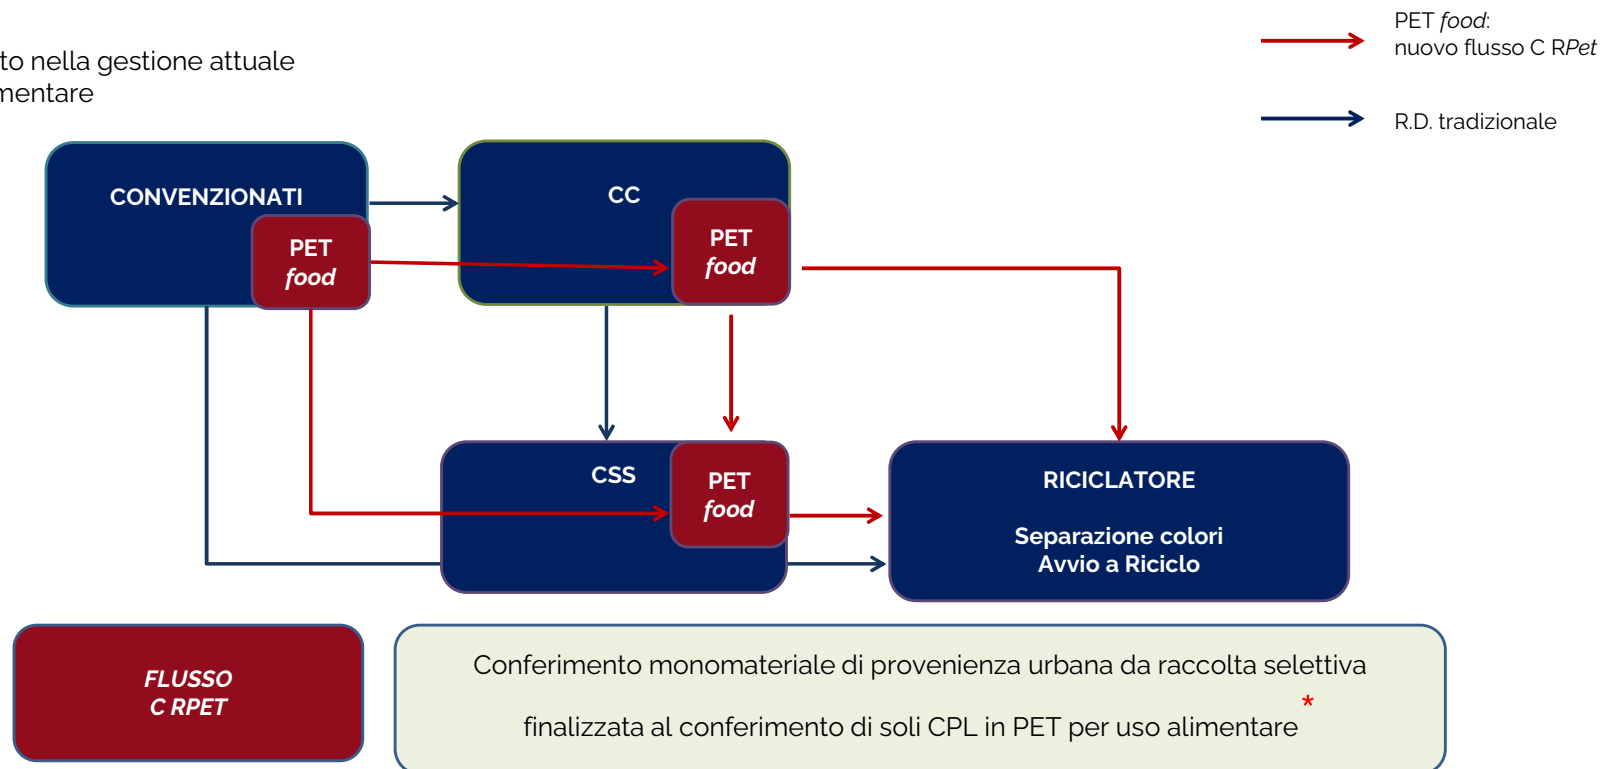 PET food:
nuovo flusso C RPet
to nella gestione attuale
mentare
R.D. tradizionale
CONVENZIONATI
PET
food
CC
PET
food
CSS
PET
food
RICICLATORE
Separazione colori
Avvio a Riciclo
FLUSSO
C RPET
Conferimento monomateriale di provenienza urbana da raccolta selettiva
finalizzata al conferimento di soli CPL in PET per uso alimentare *